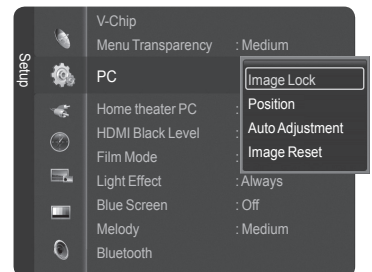 Setup
V-Chip
Menu Transparency : Medium
PC
Home theater PC :
HDMI Black Level :
Film Mode :
Light Effect : Always
Blue Screen : Off
Melody : Medium
Bluetooth
Image Lock
Position
Auto Adjustment
Image Reset